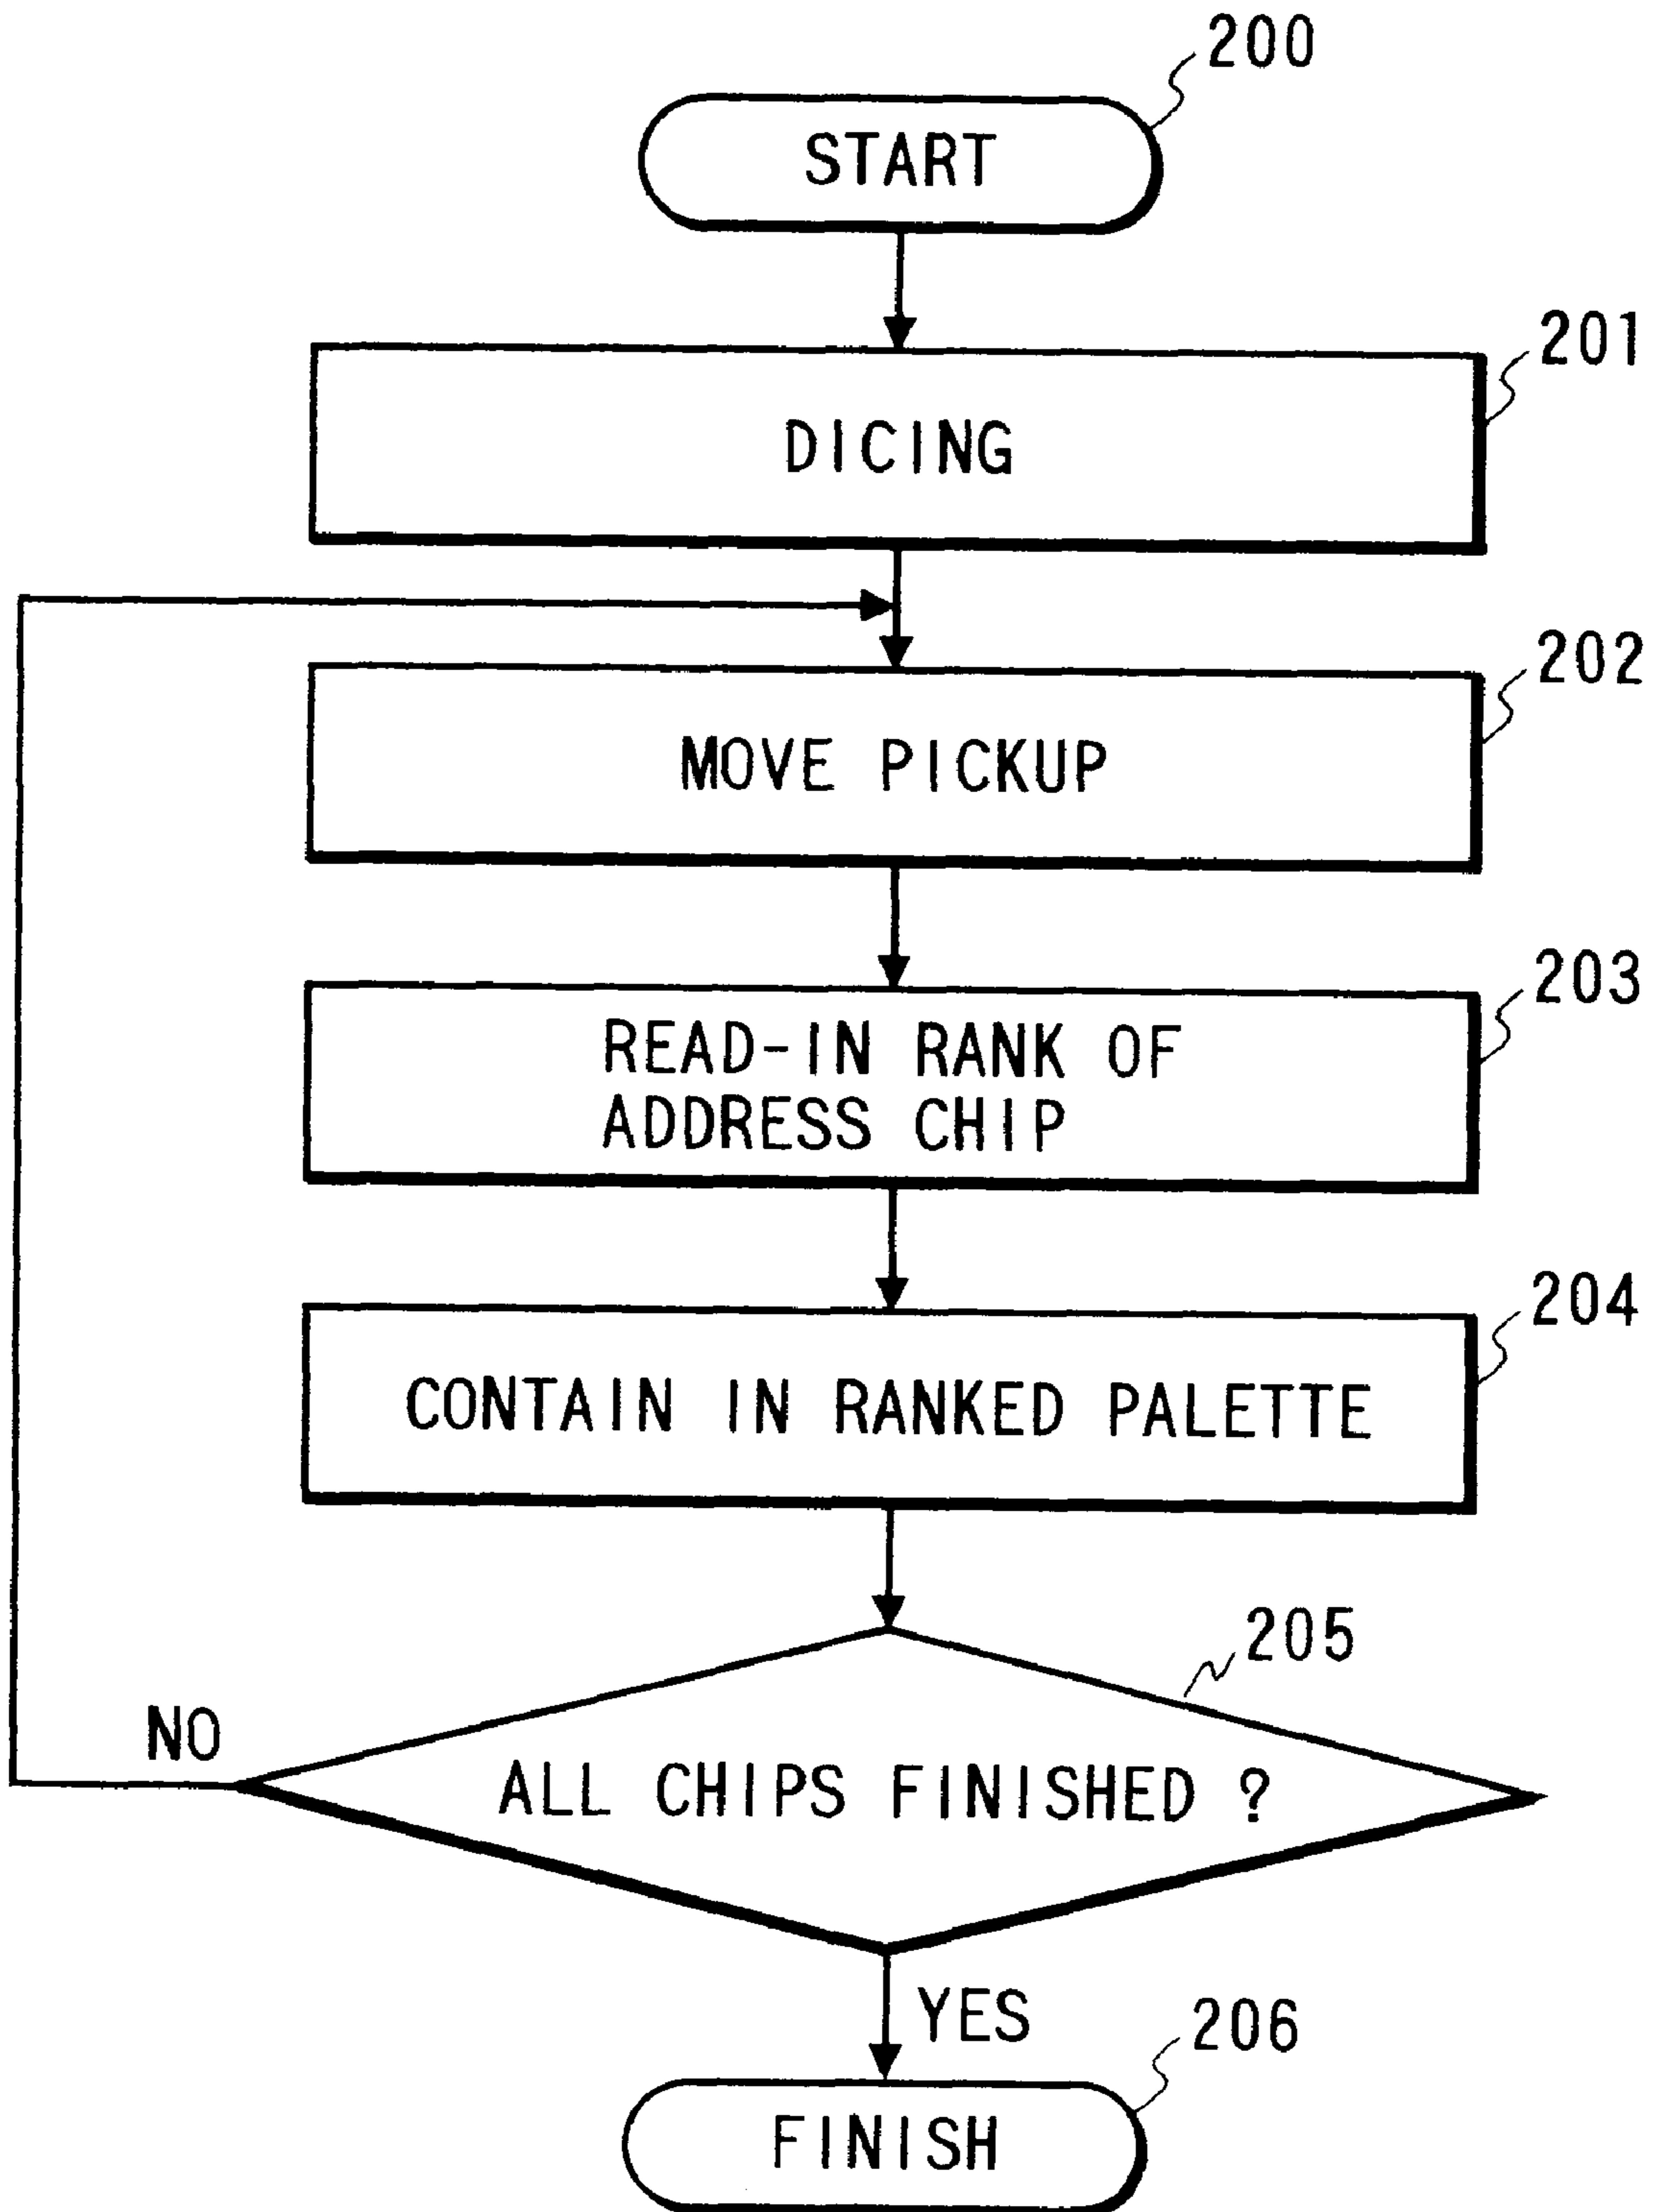 200
START
201
DICING
202
MOVE PICKUP
203
READ-IN RANK OF
ADDRESS CHIP
204
CONTAIN IN RANKED PALETTE
205
NO
ALL CHIPS FINISHED ?
YES
206
FINISH